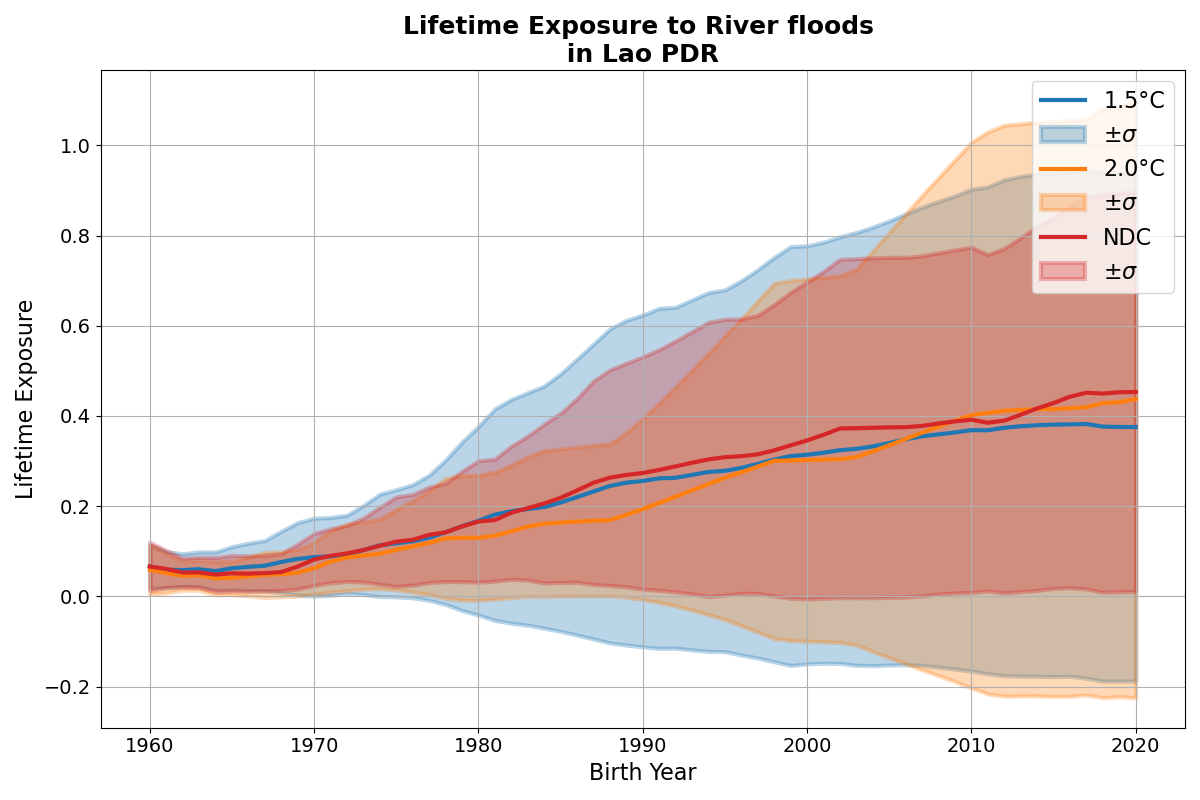 Lifetime Exposure to River floods
in Lao PDR
1.5°C
±σ
2.0°C
±σ
NDC
±σ
Lifetime Exposure
1.0
0.8
0.6
0.4
0.2
0.0
−0.2
1960 1970 1980 1990 2000 2010 2020
Birth Year